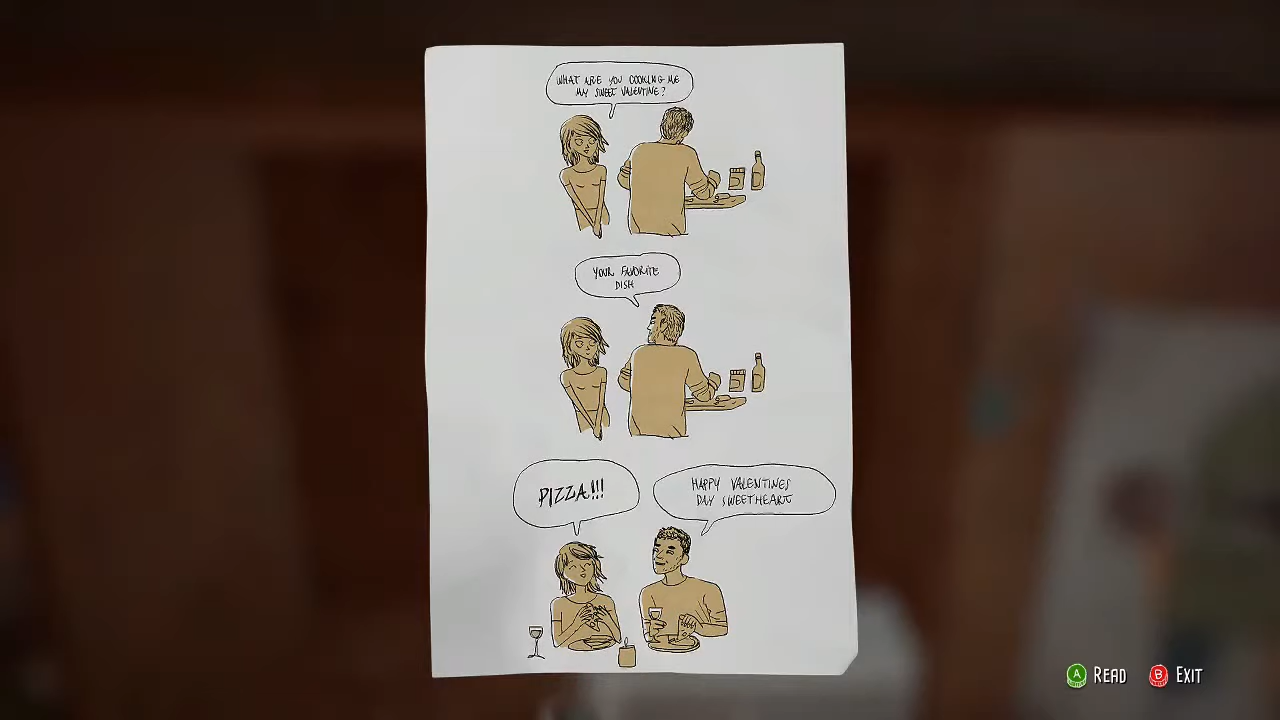 WHAT ARE YOU COOKING ME
MY SWEET VALENTINE?
YOUR FAVORITE
DISH
PIZZA!!!
HAPPY VALENTINES
DAY SWEETHEART
A READ B EXIT